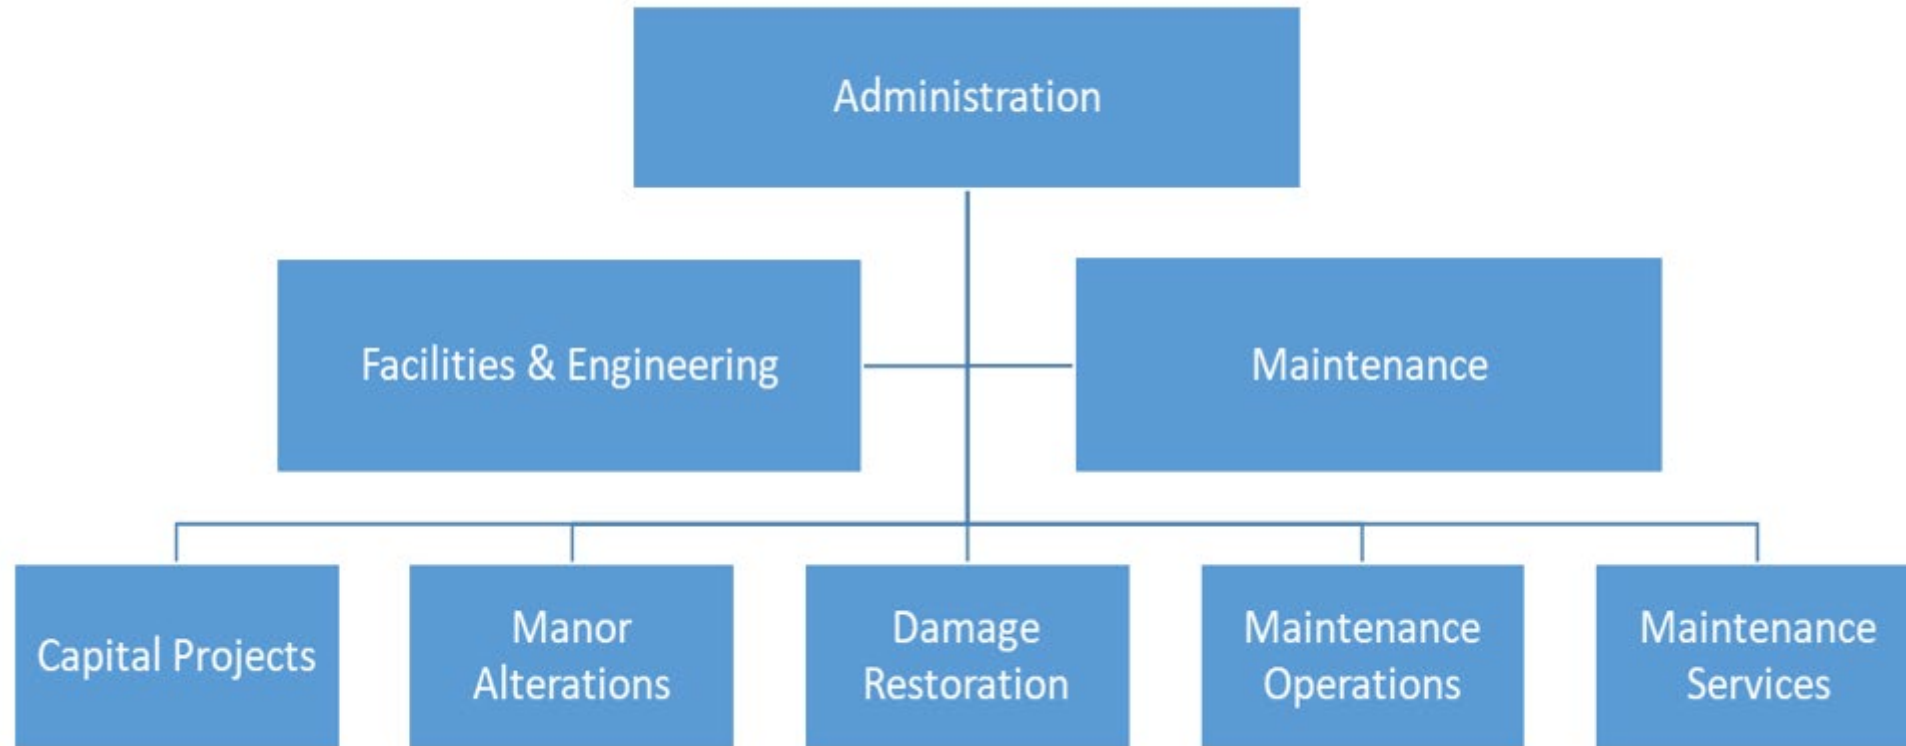 Administration
Facilities & Engineering
Maintenance
Capital Projects
Manor
Alterations
Damage
Restoration
Maintenance
Operations
Maintenance
Services